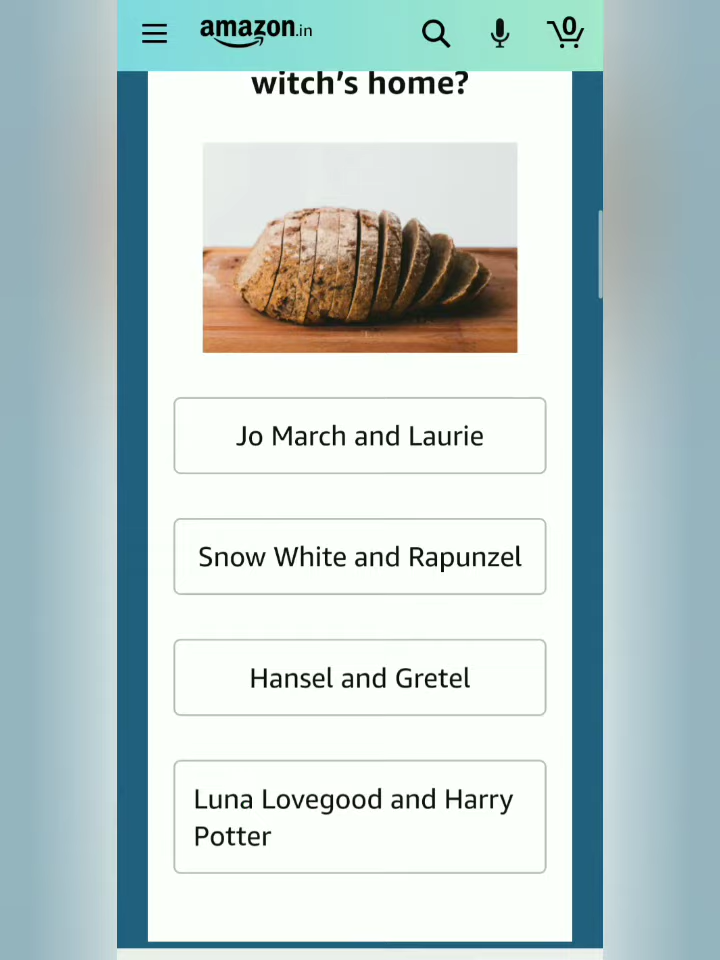 amazon.in
0
witch's home?
Jo March and Laurie
Snow White and Rapunzel
Hansel and Gretel
Luna Lovegood and Harry
Potter